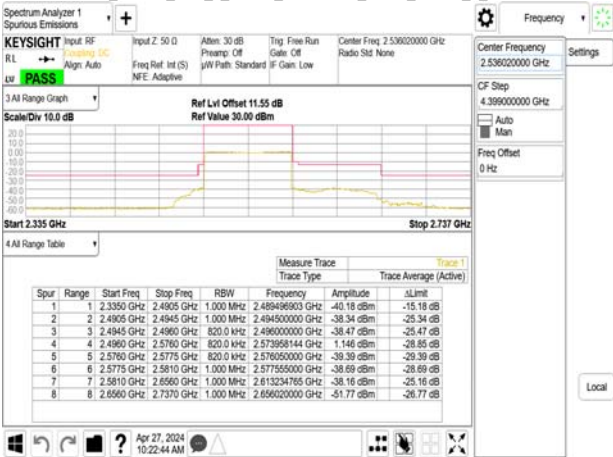 Spectrum Analyzer 1
Spurious Emissions
+
Frequency
KEYSIGHT Input: RF
Coupling: DC
Align: Auto
RL
PASS
Input Z: 50 Ω
Freq Ref: Int (S)
NFE: Adaptive
Atten: 30 dB
Preamp: Off
µW Path: Standard
Trig: Free Run
Gate: Off
IF Gain: Low
Center Freq: 2.536020000 GHz
Radio Std: None
Center Frequency
2.536020000 GHz
Settings
CF Step
4.399000000 GHz
Auto
Man
Freq Offset
0 Hz
Local
3 All Range Graph
Scale/Div 10.0 dB
Ref Lvl Offset 11.55 dB
Ref Value 30.00 dBm
20.0
10.0
0.00
-10.0
-20.0
-30.0
-40.0
-50.0
-60.0
Start 2.335 GHz
Stop 2.737 GHz
4 All Range Table
Measure Trace Trace 1
Trace Type Trace Average (Active)
Spur Range Start Freq Stop Freq RBW Frequency Amplitude ΔLimit
1 1 2.3350 GHz 2.4905 GHz 1.000 MHz 2.489496903 GHz -40.18 dBm -15.18 dB
2 2 2.4905 GHz 2.4945 GHz 1.000 MHz 2.494500000 GHz -38.34 dBm -25.34 dB
3 3 2.4945 GHz 2.4960 GHz 820.0 kHz 2.496000000 GHz -38.47 dBm -25.47 dB
4 4 2.4960 GHz 2.5760 GHz 820.0 kHz 2.573958144 GHz 1.146 dBm -28.85 dB
5 5 2.5760 GHz 2.5775 GHz 820.0 kHz 2.576050000 GHz -39.39 dBm -29.39 dB
6 6 2.5775 GHz 2.5810 GHz 1.000 MHz 2.577555000 GHz -38.69 dBm -28.69 dB
7 7 2.5810 GHz 2.6560 GHz 1.000 MHz 2.613234765 GHz -38.16 dBm -25.16 dB
8 8 2.6560 GHz 2.7370 GHz 1.000 MHz 2.656020000 GHz -51.77 dBm -26.77 dB
?
Apr 27, 2024
10:22:44 AM